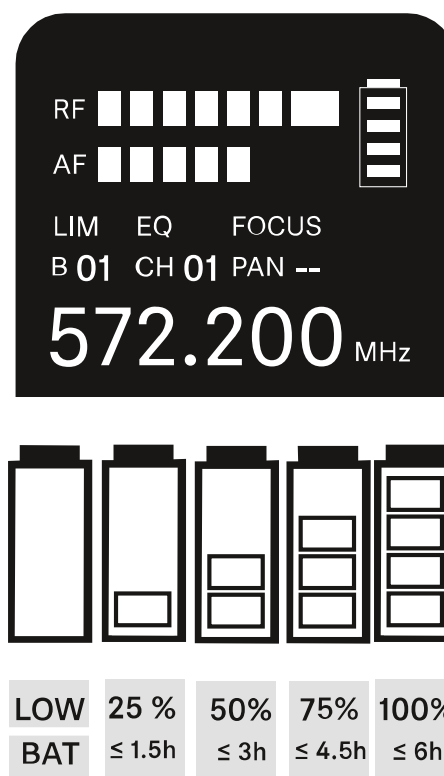 RF
AF
LIM EQ FOCUS
B 01 CH 01 PAN --
572.200 MHz
LOW 25 % 50% 75% 100%
BAT ≤ 1.5h ≤ 3h ≤ 4.5h ≤ 6h